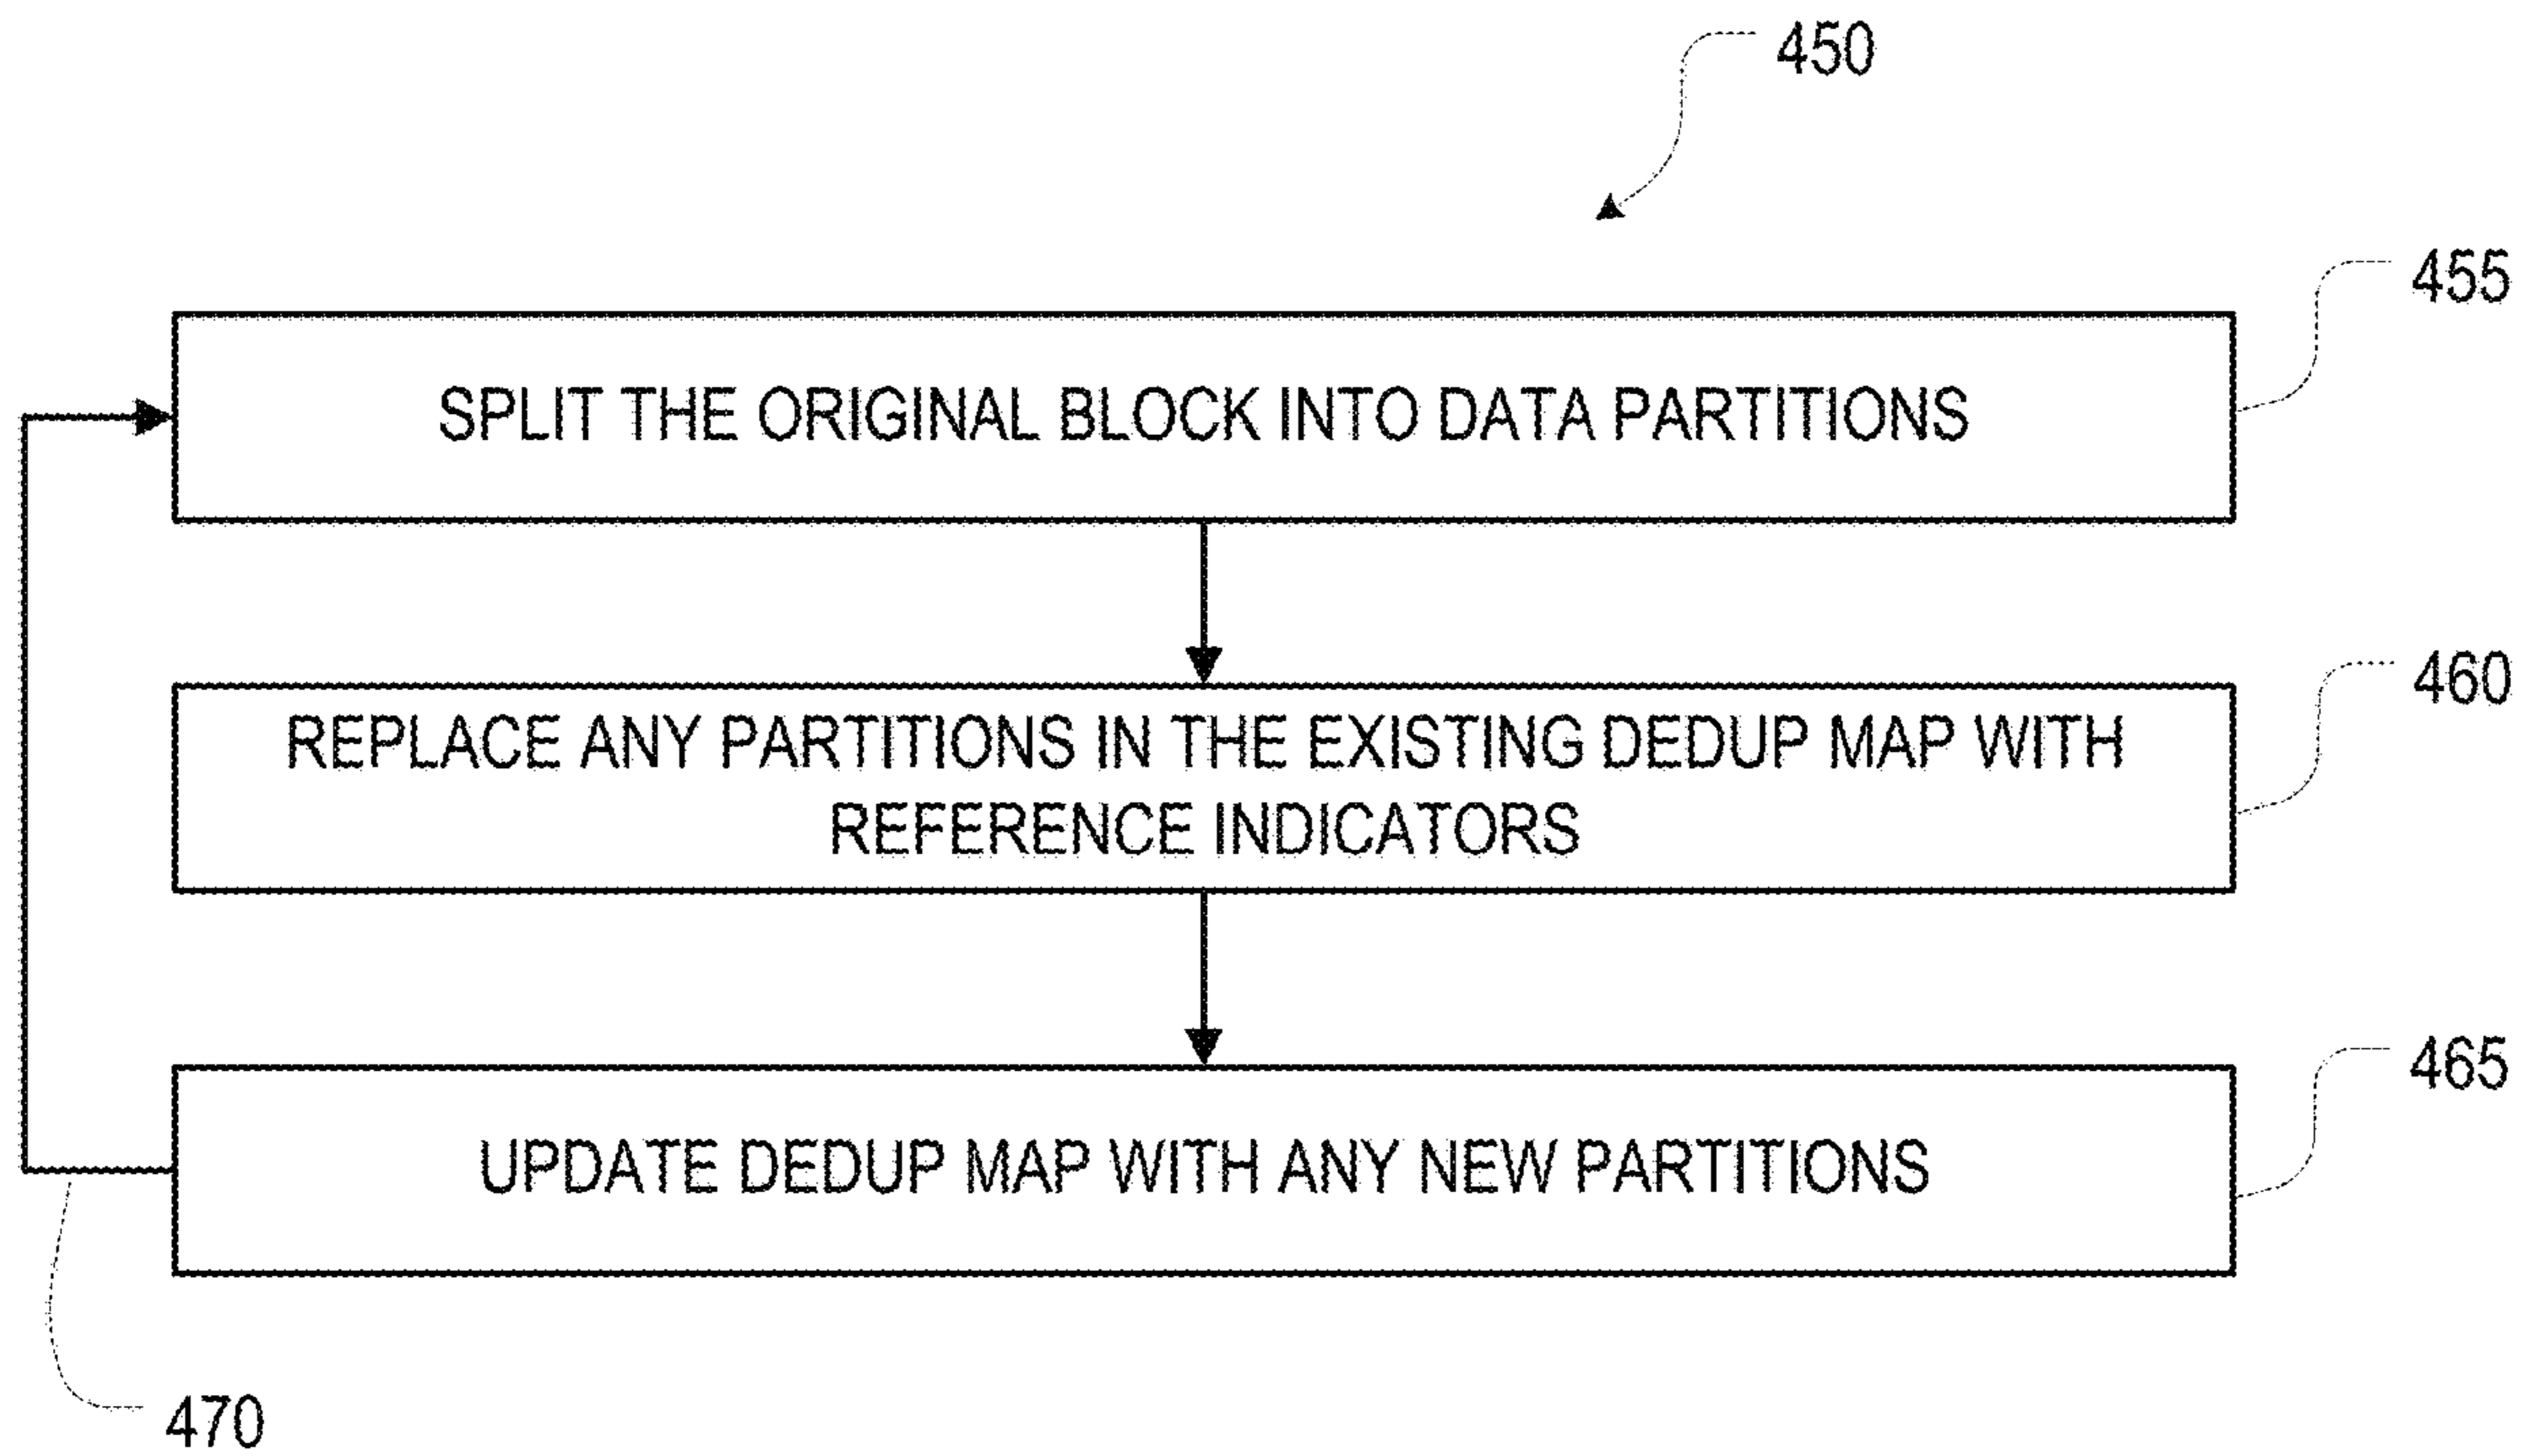 450
455
SPLIT THE ORIGINAL BLOCK INTO DATA PARTITIONS
460
REPLACE ANY PARTITIONS IN THE EXISTING DEDUP MAP WITH
REFERENCE INDICATORS
465
UPDATE DEDUP MAP WITH ANY NEW PARTITIONS
470